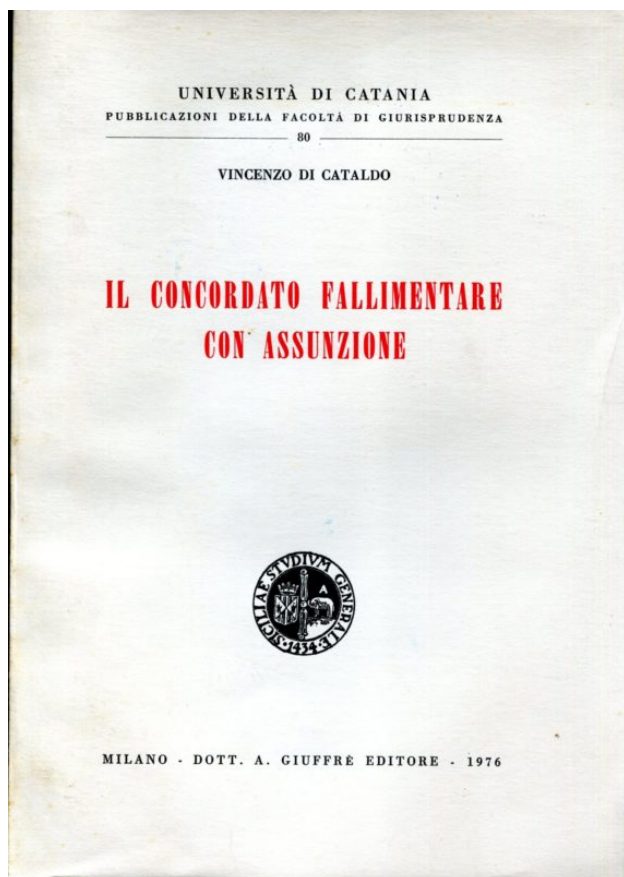 UNIVERSITÀ DI CATANIA
PUBBLICAZIONI DELLA FACOLTÀ DI GIURISPRUDENZA
80
VINCENZO DI CATALDO
IL CONCORDATO FALLIMENTARE
CON ASSUNZIONE
SICILIAE STVDIVM GENERALE
1434
A
MILANO - DOTT. A. GIUFFRÈ EDITORE - 1976